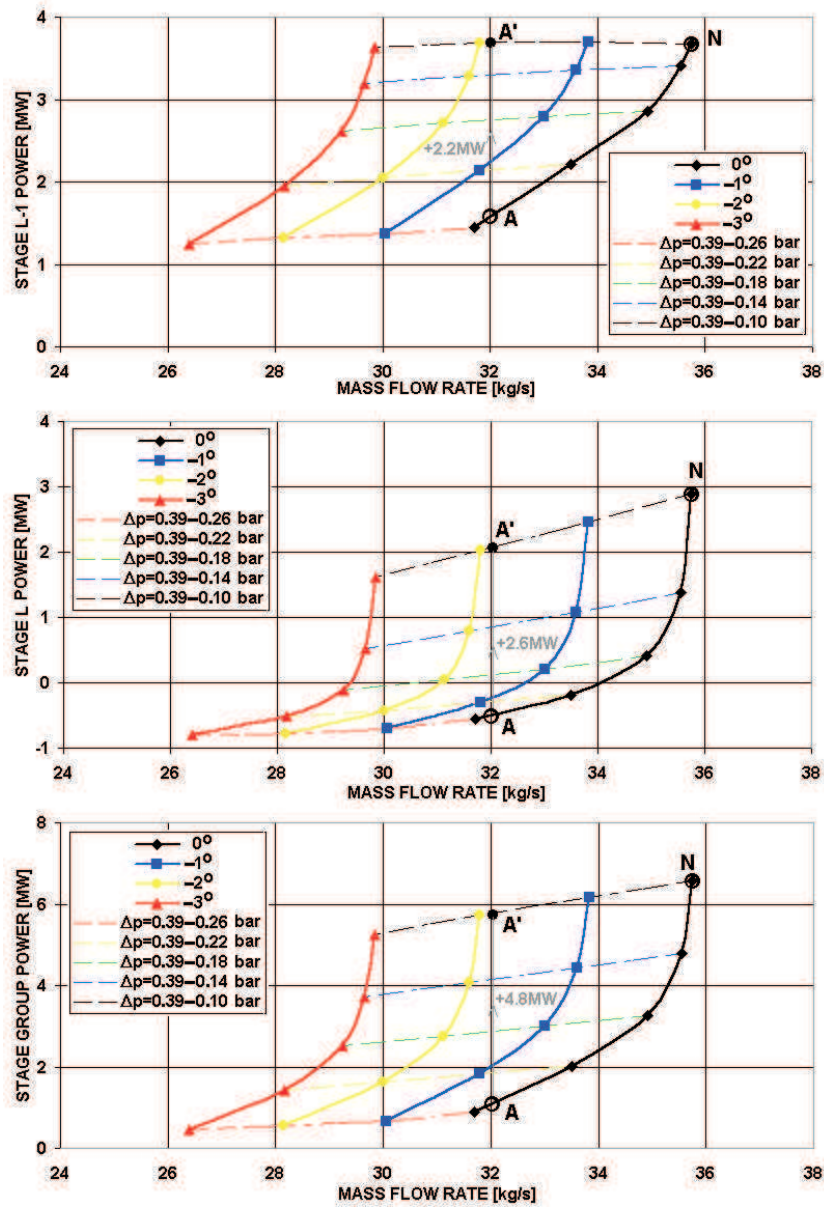 4
3
2
1
0
STAGE L-1 POWER [MW]
A'
N
+2.2MW
A
0°
–1°
–2°
–3°
Δp=0.39–0.26 bar
Δp=0.39–0.22 bar
Δp=0.39–0.18 bar
Δp=0.39–0.14 bar
Δp=0.39–0.10 bar
24 26 28 30 32 34 36 38
MASS FLOW RATE [kg/s]
4
3
2
1
0
-1
STAGE L POWER [MW]
0°
–1°
–2°
–3°
Δp=0.39–0.26 bar
Δp=0.39–0.22 bar
Δp=0.39–0.18 bar
Δp=0.39–0.14 bar
Δp=0.39–0.10 bar
N
A'
+2.6MW
A
24 26 28 30 32 34 36 38
MASS FLOW RATE [kg/s]
8
6
4
2
0
STAGE GROUP POWER [MW]
0°
–1°
–2°
–3°
Δp=0.39–0.26 bar
Δp=0.39–0.22 bar
Δp=0.39–0.18 bar
Δp=0.39–0.14 bar
Δp=0.39–0.10 bar
N
A'
+4.8MW
A
24 26 28 30 32 34 36 38
MASS FLOW RATE [kg/s]